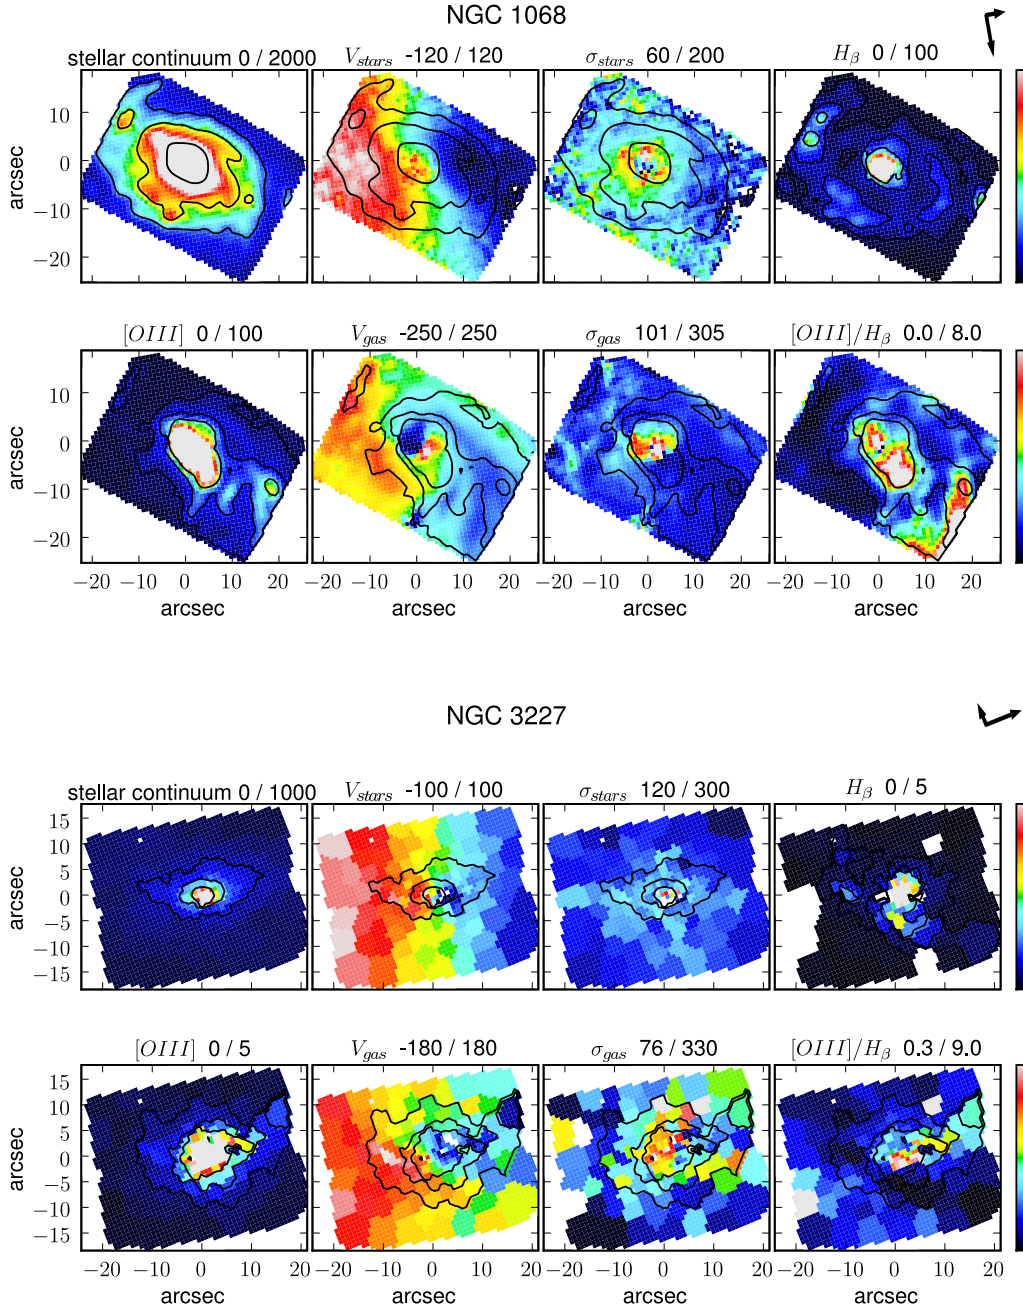 NGC 1068
stellar continuum 0 / 2000
V_stars -120 / 120
σ_stars 60 / 200
H_β 0 / 100
arcsec
10
0
−10
−20
[OIII] 0 / 100
V_gas -250 / 250
σ_gas 101 / 305
[OIII]/H_β 0.0 / 8.0
arcsec
10
0
−10
−20
−20 −10 0 10 20 −20 −10 0 10 20 −20 −10 0 10 20 −20 −10 0 10 20
arcsec arcsec arcsec arcsec
NGC 3227
stellar continuum 0 / 1000
V_stars -100 / 100
σ_stars 120 / 300
H_β 0 / 5
arcsec
15
10
5
0
−5
−10
−15
[OIII] 0 / 5
V_gas -180 / 180
σ_gas 76 / 330
[OIII]/H_β 0.3 / 9.0
arcsec
15
10
5
0
−5
−10
−15
−20 −10 0 10 20 −20 −10 0 10 20 −20 −10 0 10 20 −20 −10 0 10 20
arcsec arcsec arcsec arcsec